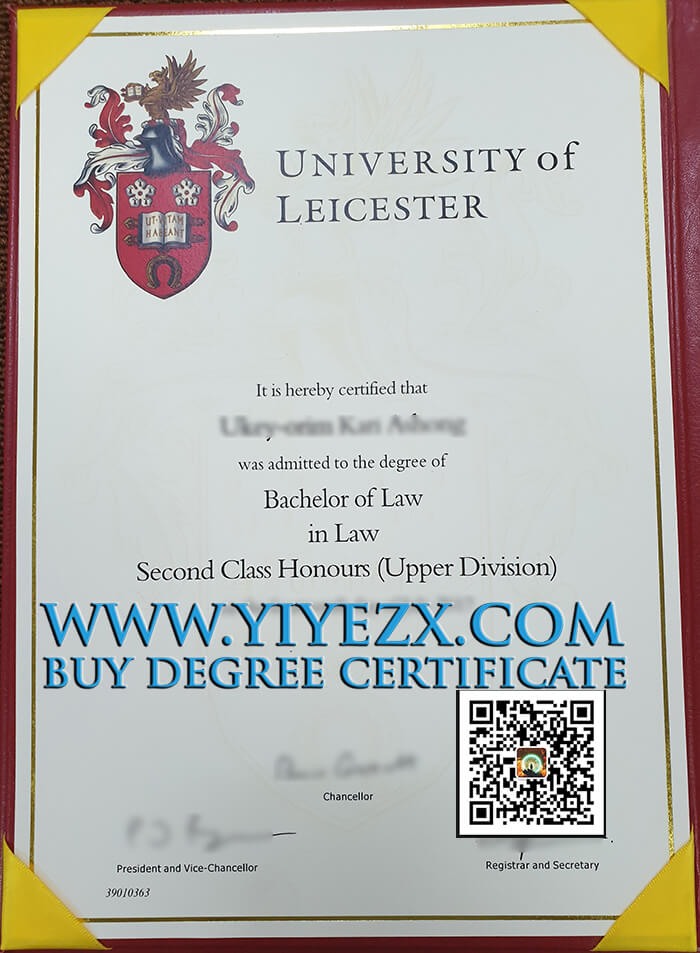 UNIVERSITY of
LEICESTER
UT·VITAM
HABEANT
It is hereby certified that
was admitted to the degree of
Bachelor of Law
in Law
Second Class Honours (Upper Division)
WWW.YIYEZX.COM
BUY DEGREE CERTIFICATE
Chancellor
President and Vice-Chancellor
Registrar and Secretary
39010363